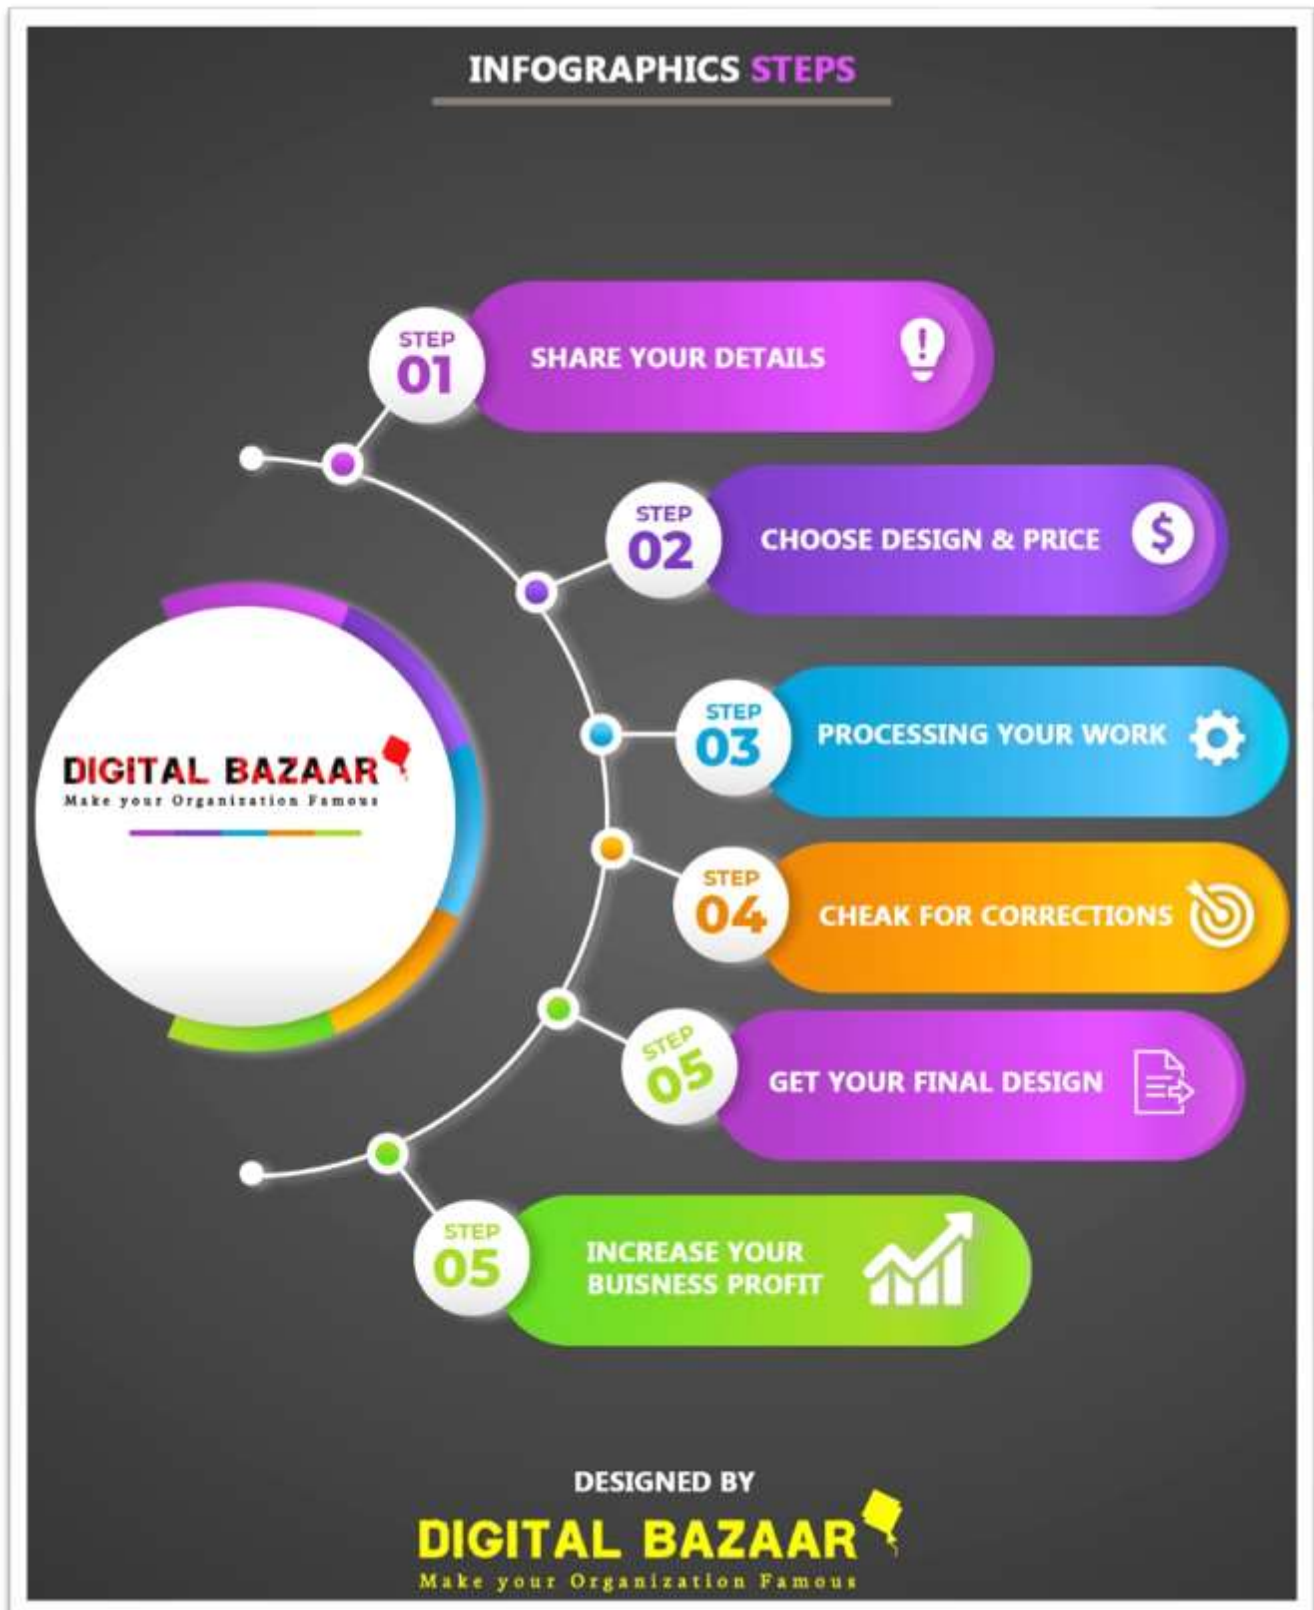 INFOGRAPHICS STEPS
STEP
01
SHARE YOUR DETAILS
STEP
02
CHOOSE DESIGN & PRICE
$
STEP
03
PROCESSING YOUR WORK
DIGITAL BAZAAR
Make your Organization Famous
STEP
04
CHEAK FOR CORRECTIONS
STEP
05
GET YOUR FINAL DESIGN
STEP
05
INCREASE YOUR
BUISNESS PROFIT
DESIGNED BY
DIGITAL BAZAAR
Make your Organization Famous